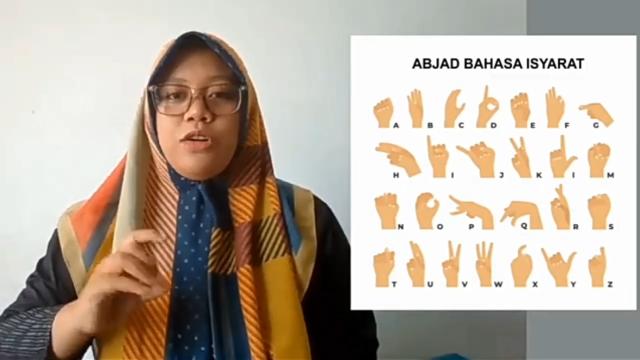 ABJAD BAHASA ISYARAT
A B C D E F G
H I J K L M
N O P Q R S
T U V W X Y Z